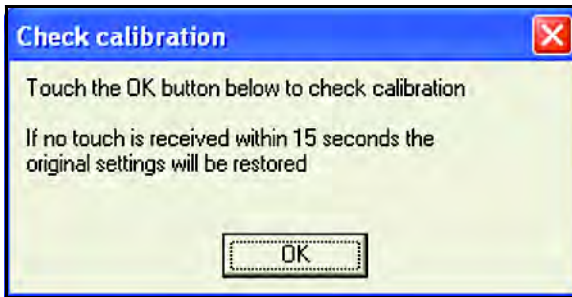 Check calibration
Touch the OK button below to check calibration
If no touch is received within 15 seconds the
original settings will be restored
OK